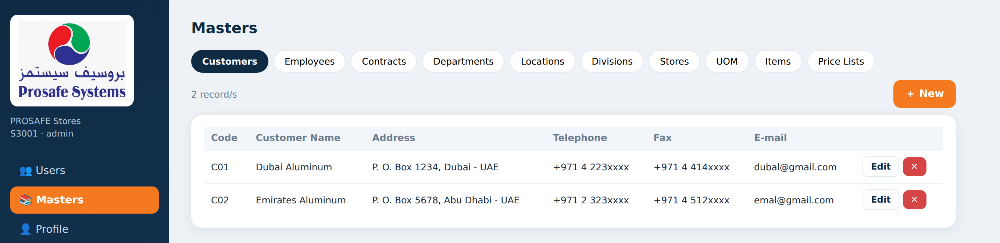 بروسيف سيستمز
Prosafe Systems
PROSAFE Stores
S3001 · admin
Users
Masters
Profile
Masters
Customers Employees Contracts Departments Locations Divisions Stores UOM Items Price Lists
2 record/s
+ New
Code Customer Name Address Telephone Fax E-mail
C01 Dubai Aluminum P. O. Box 1234, Dubai - UAE +971 4 223xxxx +971 4 414xxxx dubal@gmail.com Edit ✕
C02 Emirates Aluminum P. O. Box 5678, Abu Dhabi - UAE +971 2 323xxxx +971 4 512xxxx emal@gmail.com Edit ✕